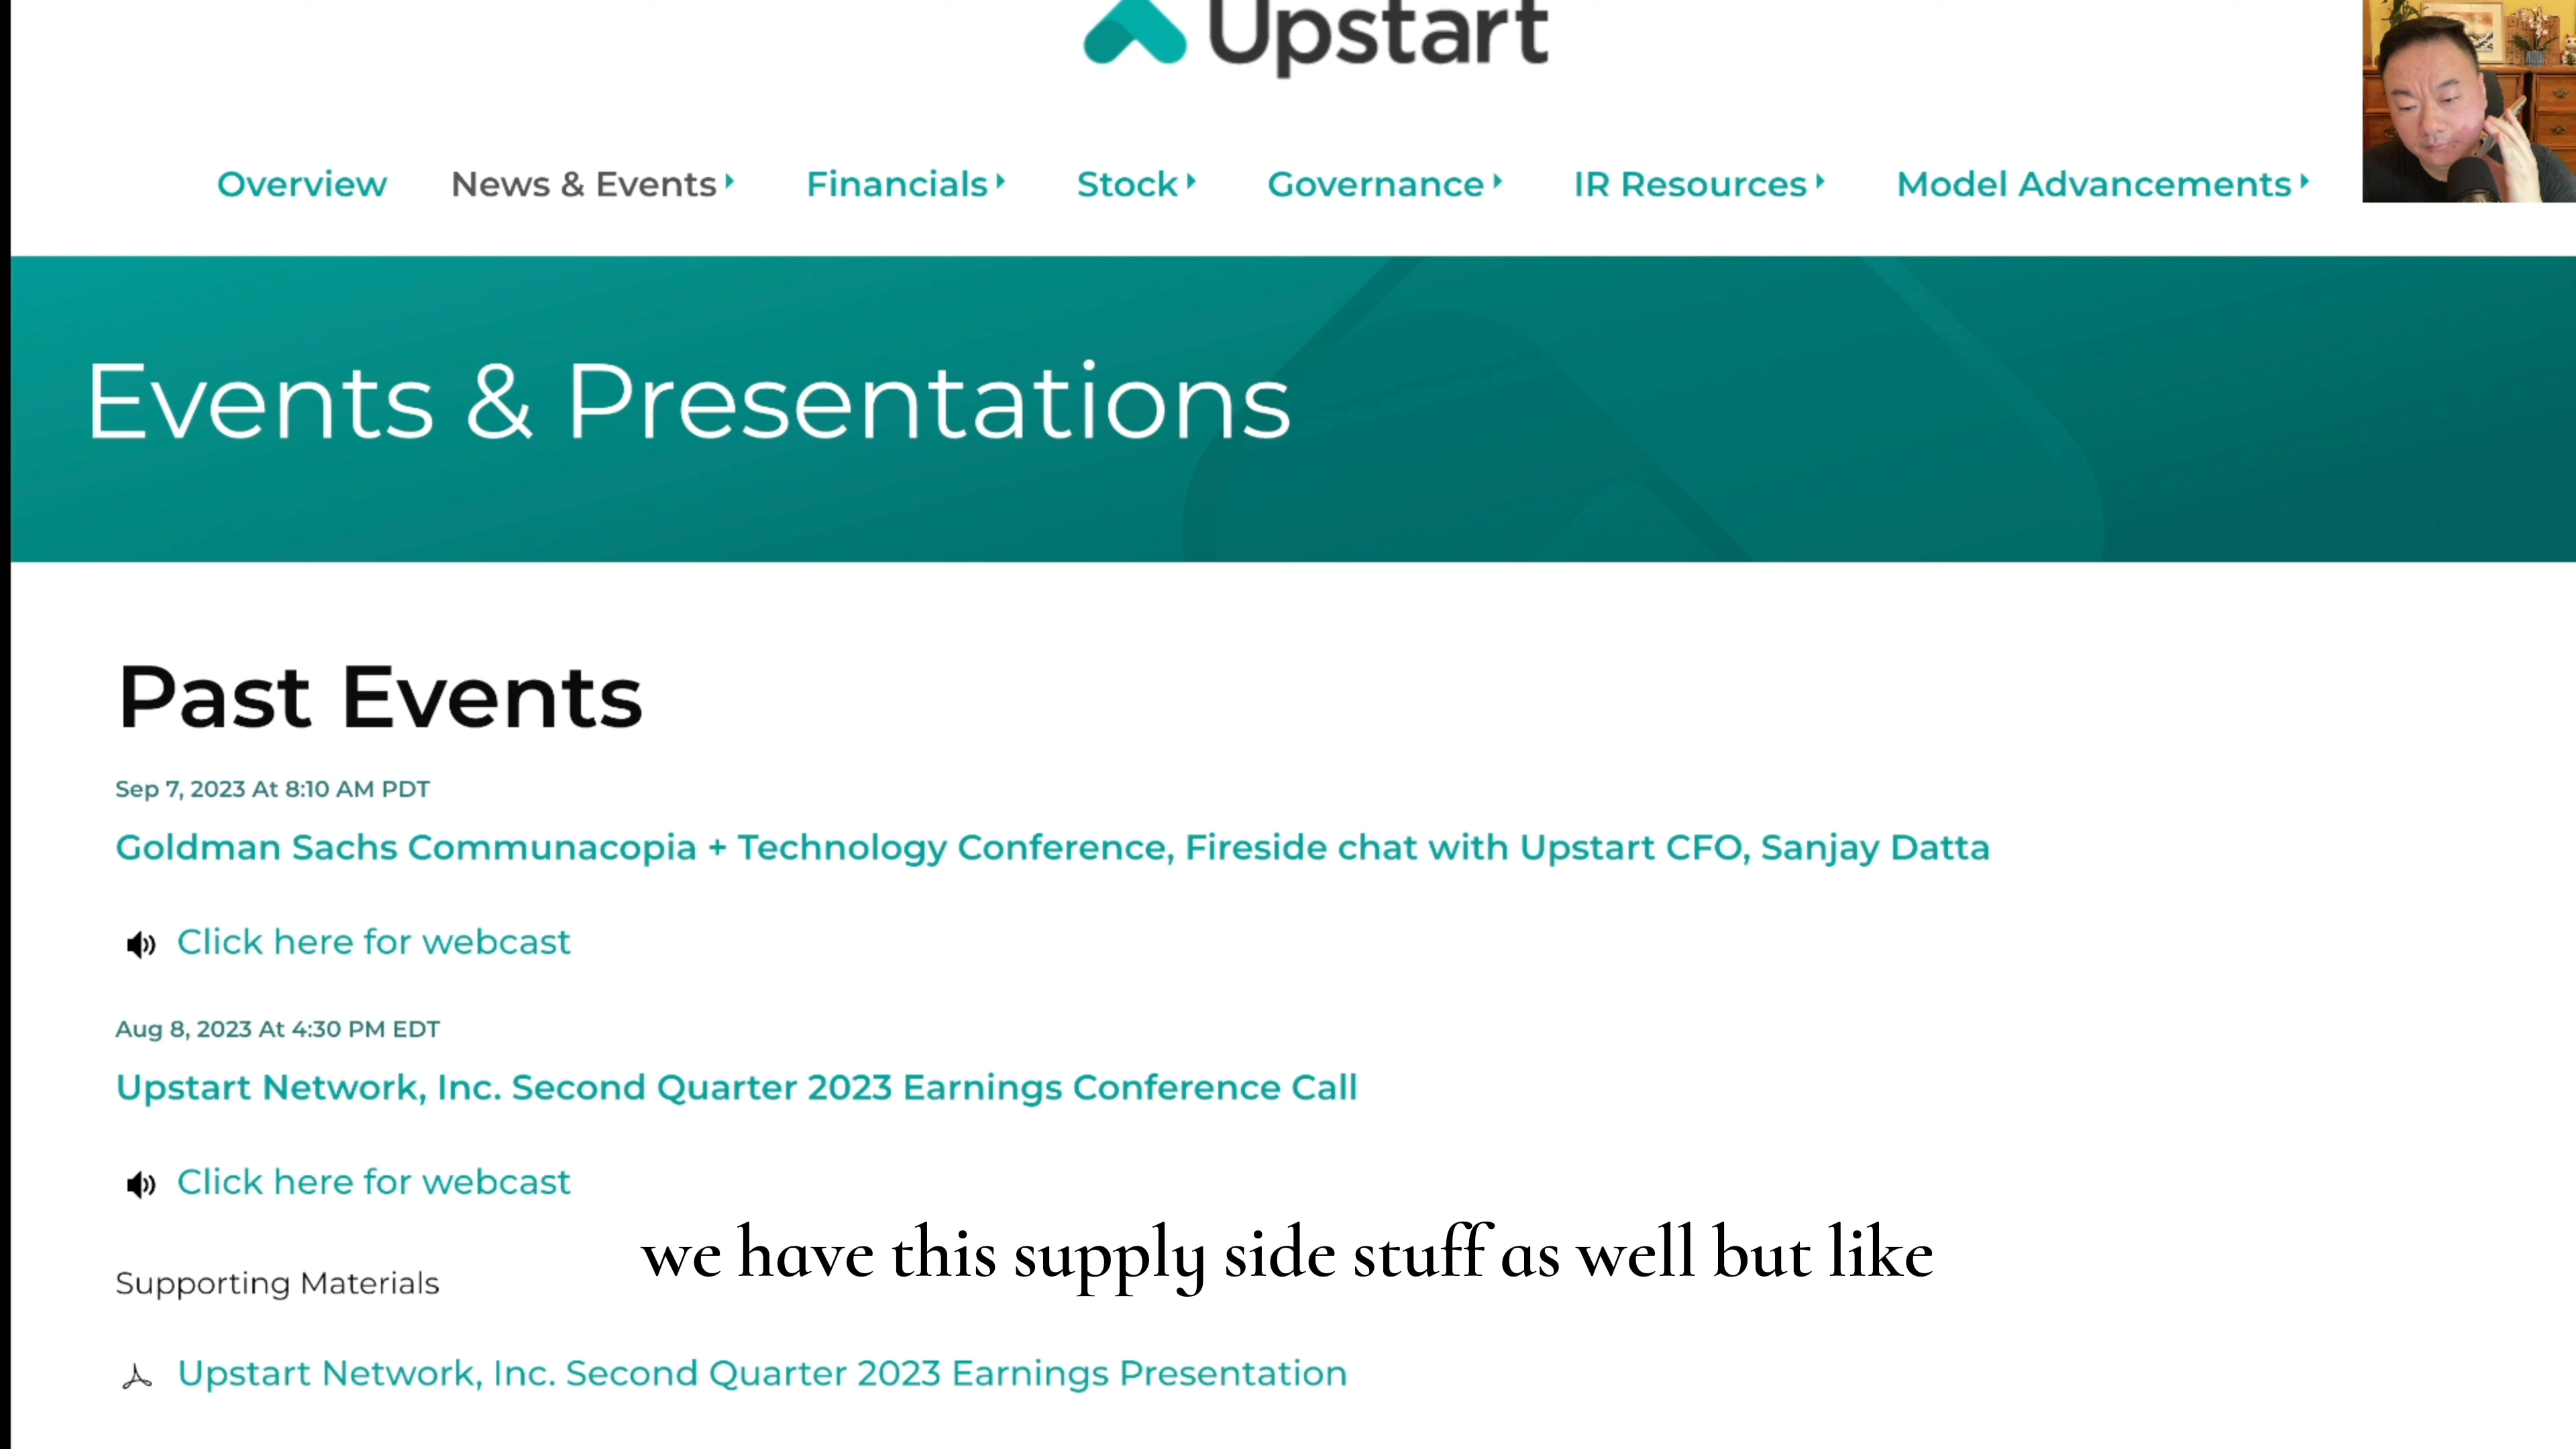 Upstart
Overview
News & Events
Financials
Stock
Governance
IR Resources
Model Advancements
Events & Presentations
Past Events
Sep 7, 2023 At 8:10 AM PDT
Goldman Sachs Communacopia + Technology Conference, Fireside chat with Upstart CFO, Sanjay Datta
Click here for webcast
Aug 8, 2023 At 4:30 PM EDT
Upstart Network, Inc. Second Quarter 2023 Earnings Conference Call
Click here for webcast
we have this supply side stuff as well but like
Supporting Materials
Upstart Network, Inc. Second Quarter 2023 Earnings Presentation